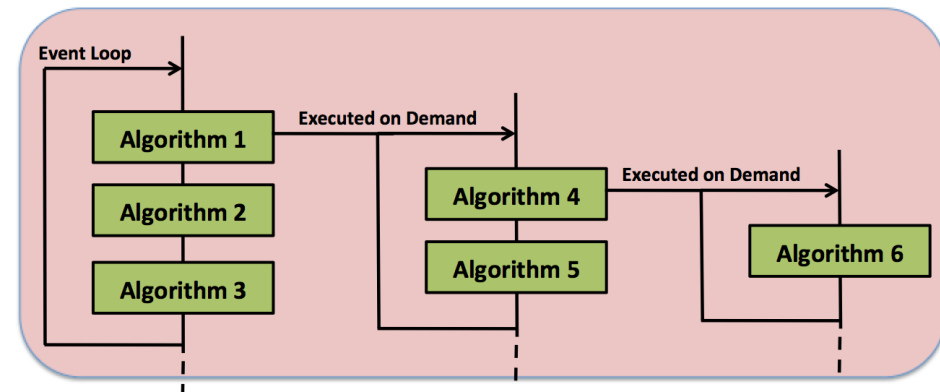 Event Loop
Algorithm 1
Algorithm 2
Algorithm 3
Executed on Demand
Algorithm 4
Algorithm 5
Executed on Demand
Algorithm 6